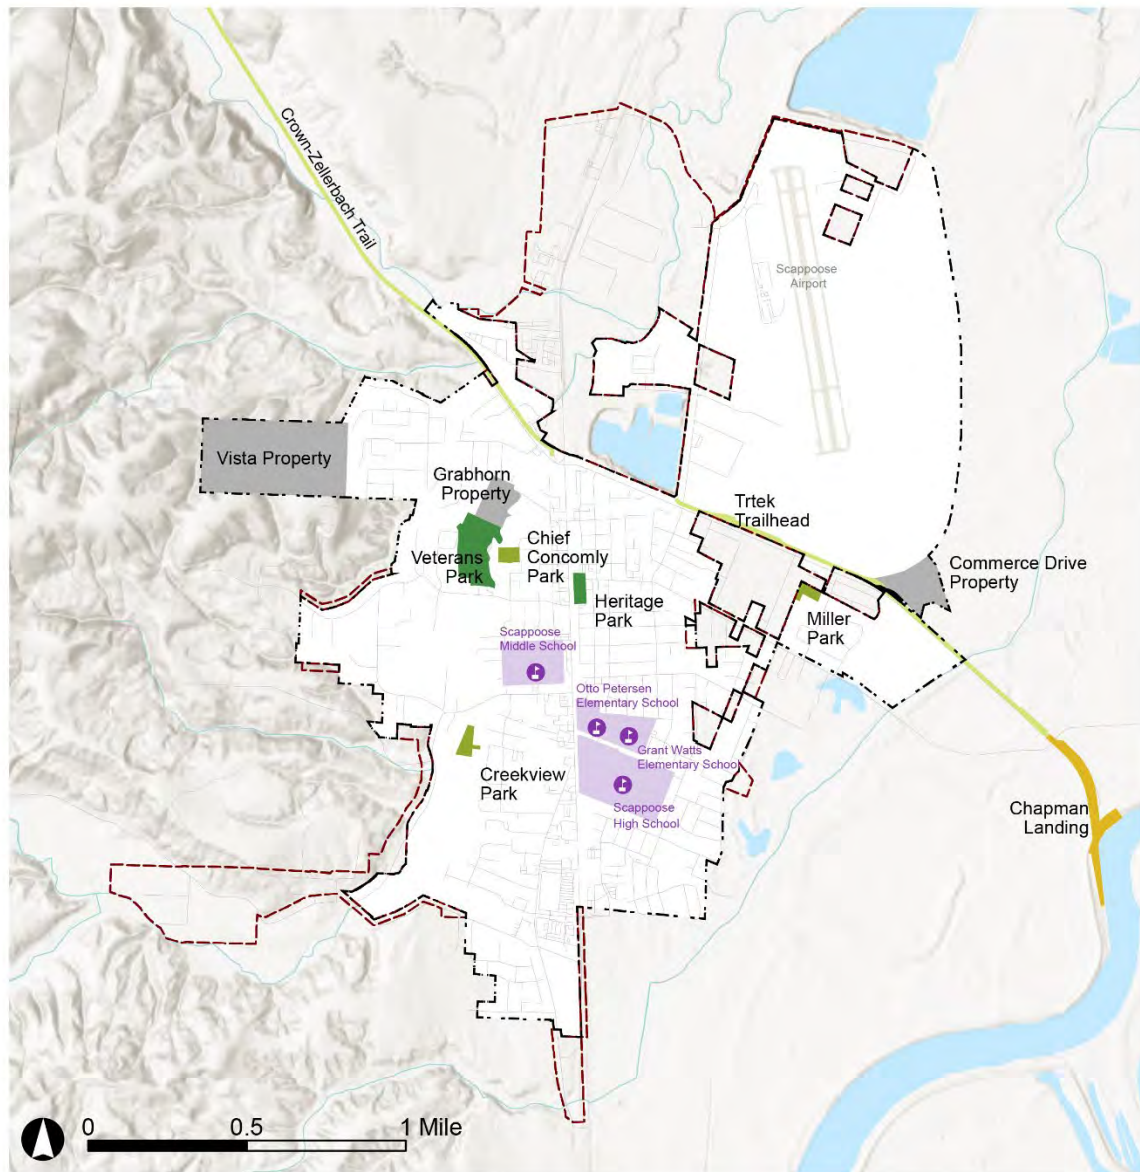 Crown-Zellerbach Trail
Scappoose
Airport
Vista Property
Grabhorn
Property
Trtek
Trailhead
Chief
Concomly
Park
Veterans
Park
Commerce Drive
Property
Heritage
Park
Miller
Park
Scappoose
Middle School
Otto Petersen
Elementary School
Grant Watts
Elementary School
Creekview
Park
Scappoose
High School
Chapman
Landing
0 0.5 1 Mile